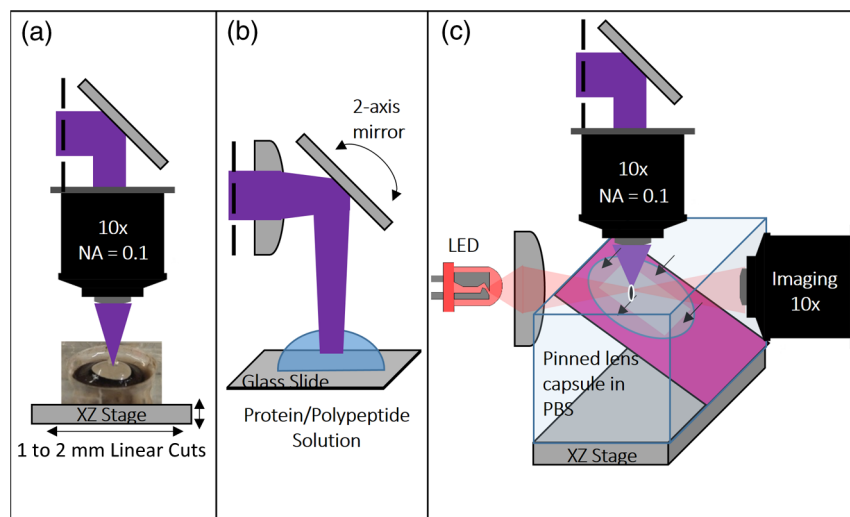 (a)
10x
NA = 0.1
XZ Stage
1 to 2 mm Linear Cuts
(b)
2-axis
mirror
Glass Slide
Protein/Polypeptide
Solution
(c)
10x
NA = 0.1
LED
Imaging
10x
Pinned lens
capsule in
PBS
XZ Stage